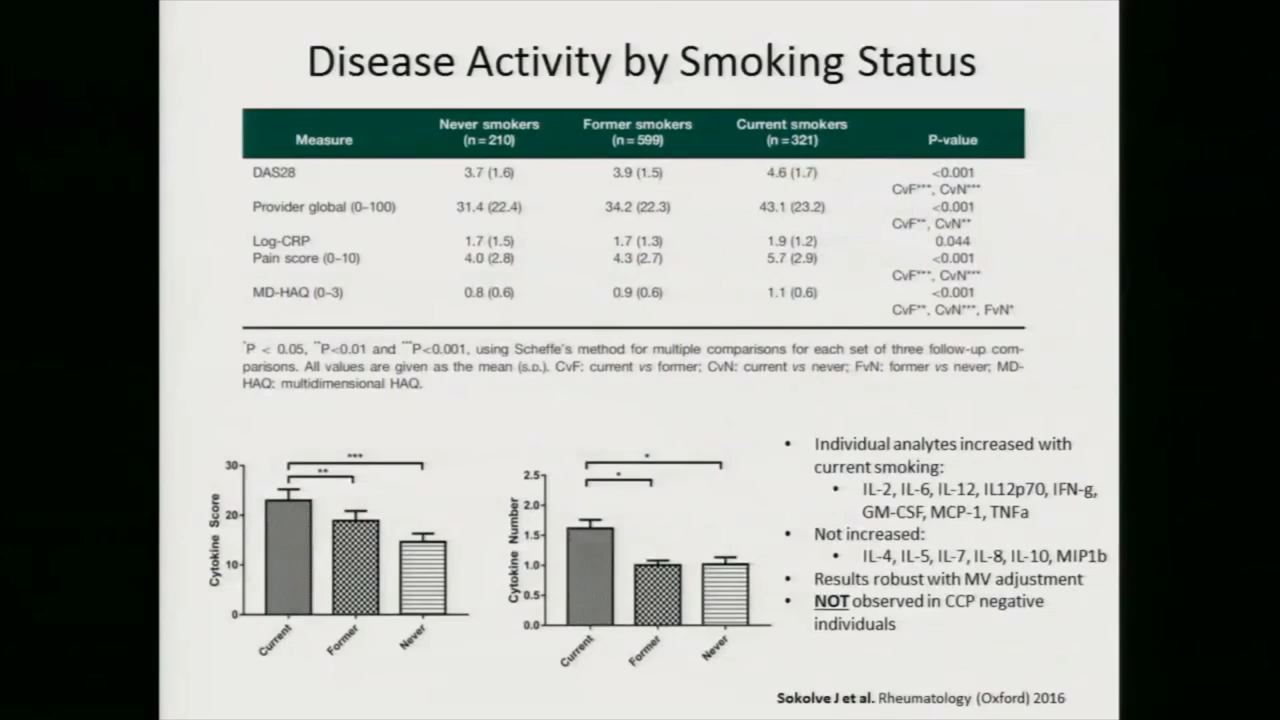 Disease Activity by Smoking Status
Measure Never smokers (n=210) Former smokers (n=599) Current smokers (n=321) P-value
DAS28 3.7 (1.6) 3.9 (1.5) 4.6 (1.7) <0.001
CvF***, CvN***
Provider global (0–100) 31.4 (22.4) 34.2 (22.3) 43.1 (23.2) <0.001
CvF**, CvN**
Log-CRP 1.7 (1.5) 1.7 (1.3) 1.9 (1.2) 0.044
Pain score (0–10) 4.0 (2.8) 4.3 (2.7) 5.7 (2.9) <0.001
CvF***, CvN***
MD-HAQ (0–3) 0.8 (0.6) 0.9 (0.6) 1.1 (0.6) <0.001
CvF**, CvN***, FvN*
*P < 0.05, **P<0.01 and ***P<0.001, using Scheffe's method for multiple comparisons for each set of three follow-up com-
parisons. All values are given as the mean (S.D.). CvF: current vs former; CvN: current vs never; FvN: former vs never; MD-
HAQ: multidimensional HAQ.
Cytokine Score
30
20
10
0
***
**
Current
Former
Never
Cytokine Number
2.5
2.0
1.5
1.0
0.5
0.0
*
*
Current
Former
Never
• Individual analytes increased with
current smoking:
• IL-2, IL-6, IL-12, IL12p70, IFN-g,
GM-CSF, MCP-1, TNFa
• Not increased:
• IL-4, IL-5, IL-7, IL-8, IL-10, MIP1b
• Results robust with MV adjustment
• NOT observed in CCP negative
individuals
Sokolve J et al. Rheumatology (Oxford) 2016